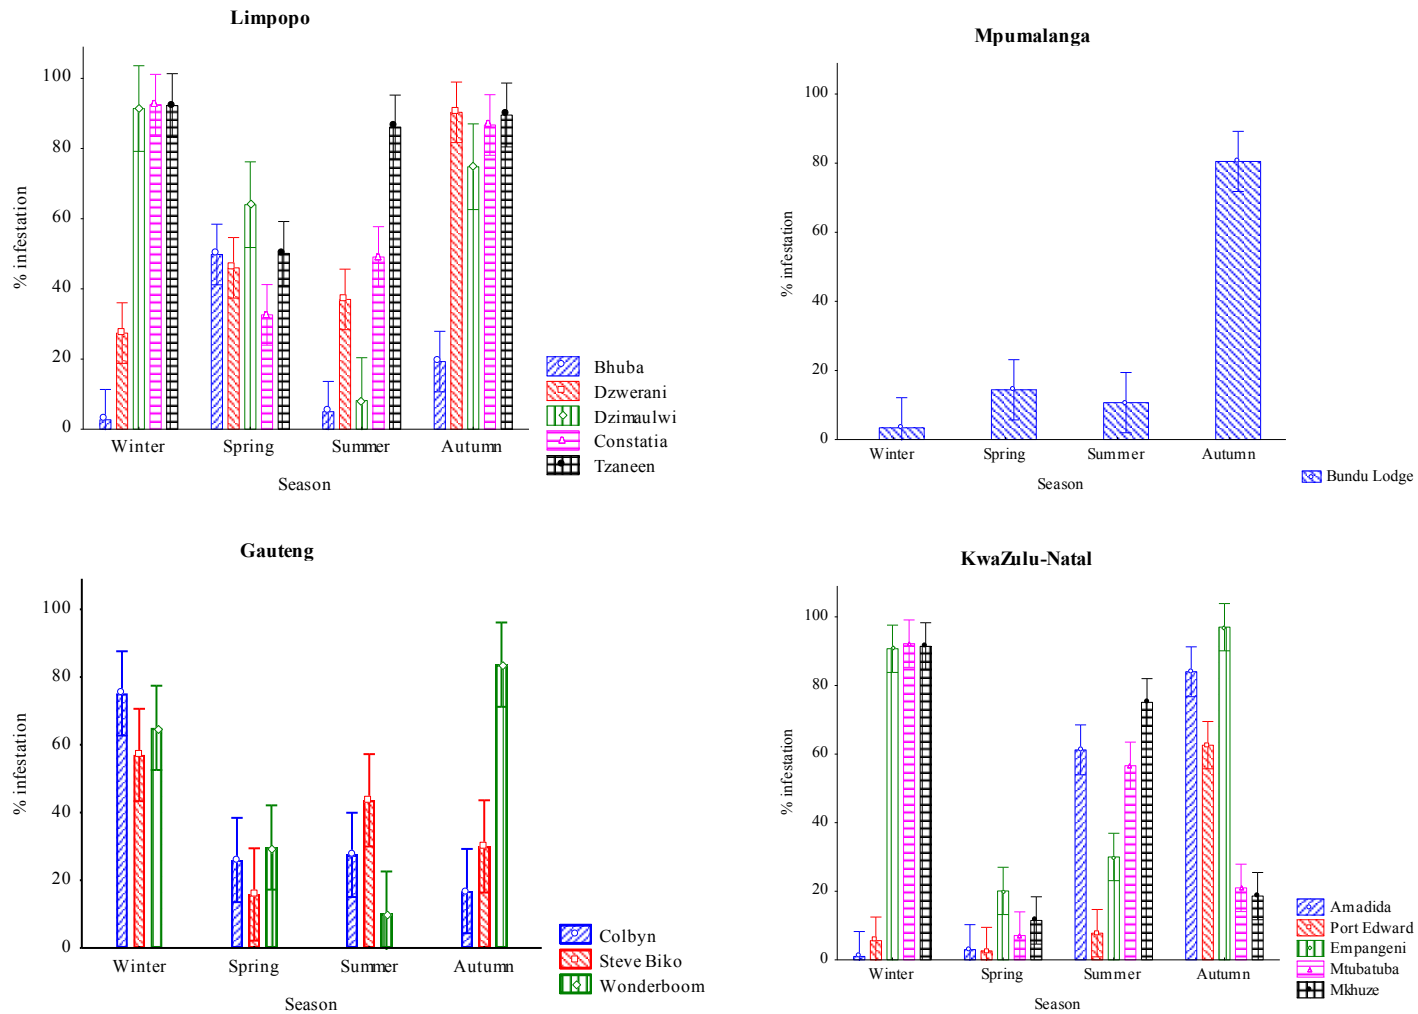 Limpopo
% infestation
100
80
60
40
20
0
Winter Spring Summer Autumn
Season
Bhuba
Dzwerani
Dzimaulwi
Constatia
Tzaneen
Mpumalanga
% infestation
100
80
60
40
20
0
Winter Spring Summer Autumn
Season
Bundu Lodge
Gauteng
% infestation
100
80
60
40
20
0
Winter Spring Summer Autumn
Season
Colbyn
Steve Biko
Wonderboom
KwaZulu-Natal
% infestation
100
80
60
40
20
0
Winter Spring Summer Autumn
Season
Amadida
Port Edward
Empangeni
Mtubatuba
Mkhuze